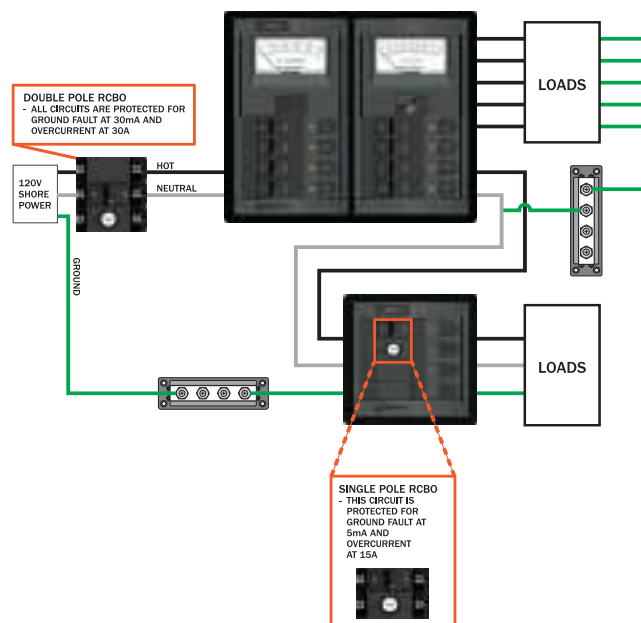 DOUBLE POLE RCBO
- ALL CIRCUITS ARE PROTECTED FOR
GROUND FAULT AT 30mA AND
OVERCURRENT AT 30A
LOADS
HOT
NEUTRAL
120V
SHORE
POWER
GROUND
LOADS
SINGLE POLE RCBO
- THIS CIRCUIT IS
PROTECTED FOR
GROUND FAULT AT
5mA AND
OVERCURRENT
AT 15A